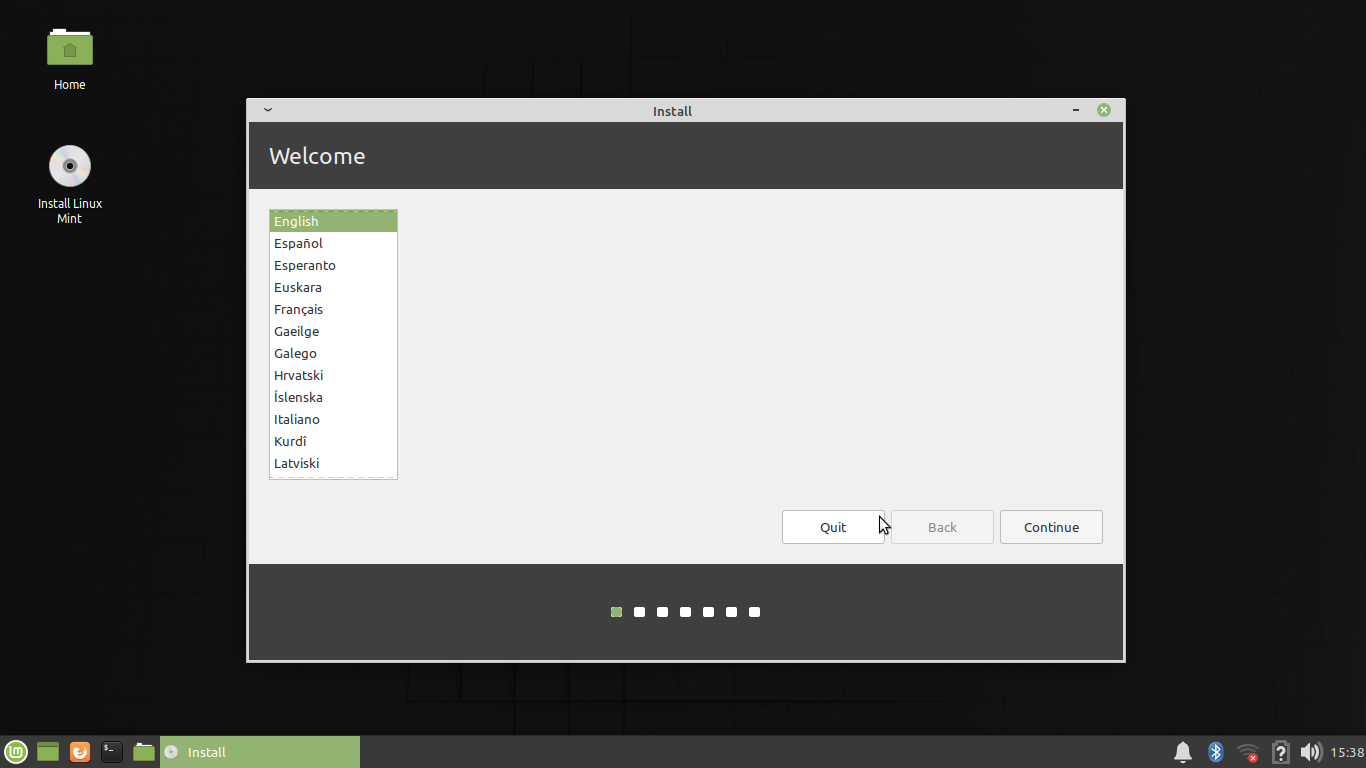 Home
Install Linux
Mint
Install
Welcome
English
Español
Esperanto
Euskara
Français
Gaeilge
Galego
Hrvatski
Íslenska
Italiano
Kurdî
Latviski
Quit
Back
Continue
Install
15:38